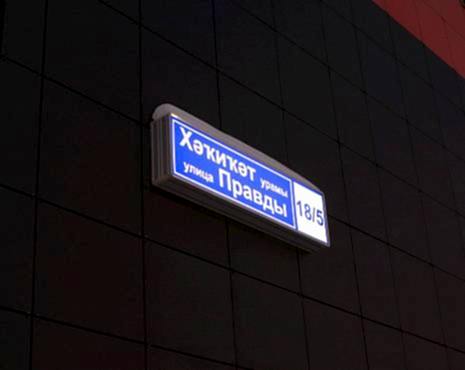 Хәҡиҡәт урамы
улица Правды
18/5